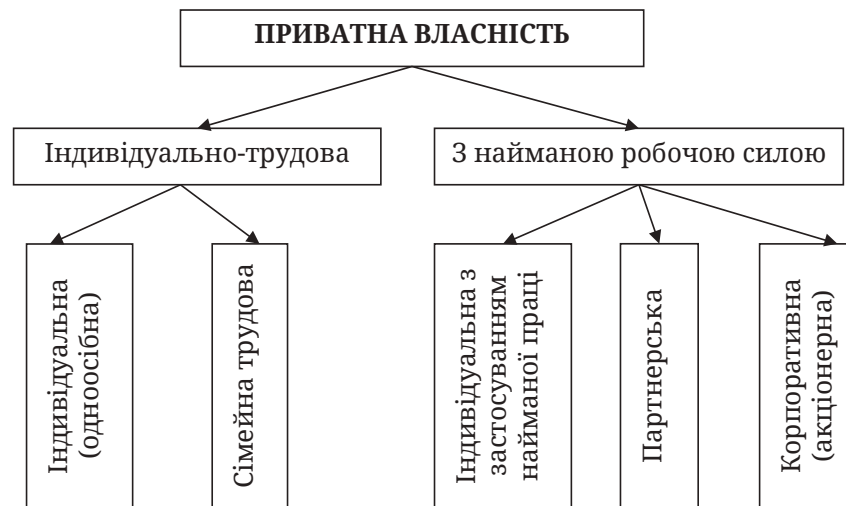 ПРИВАТНА ВЛАСНІСТЬ
Індивідуально-трудова
З найманою робочою силою
Індивідуальна
(одноосібна)
Сімейна трудова
Індивідуальна з
застосуванням
найманої праці
Партнерська
Корпоративна
(акціонерна)